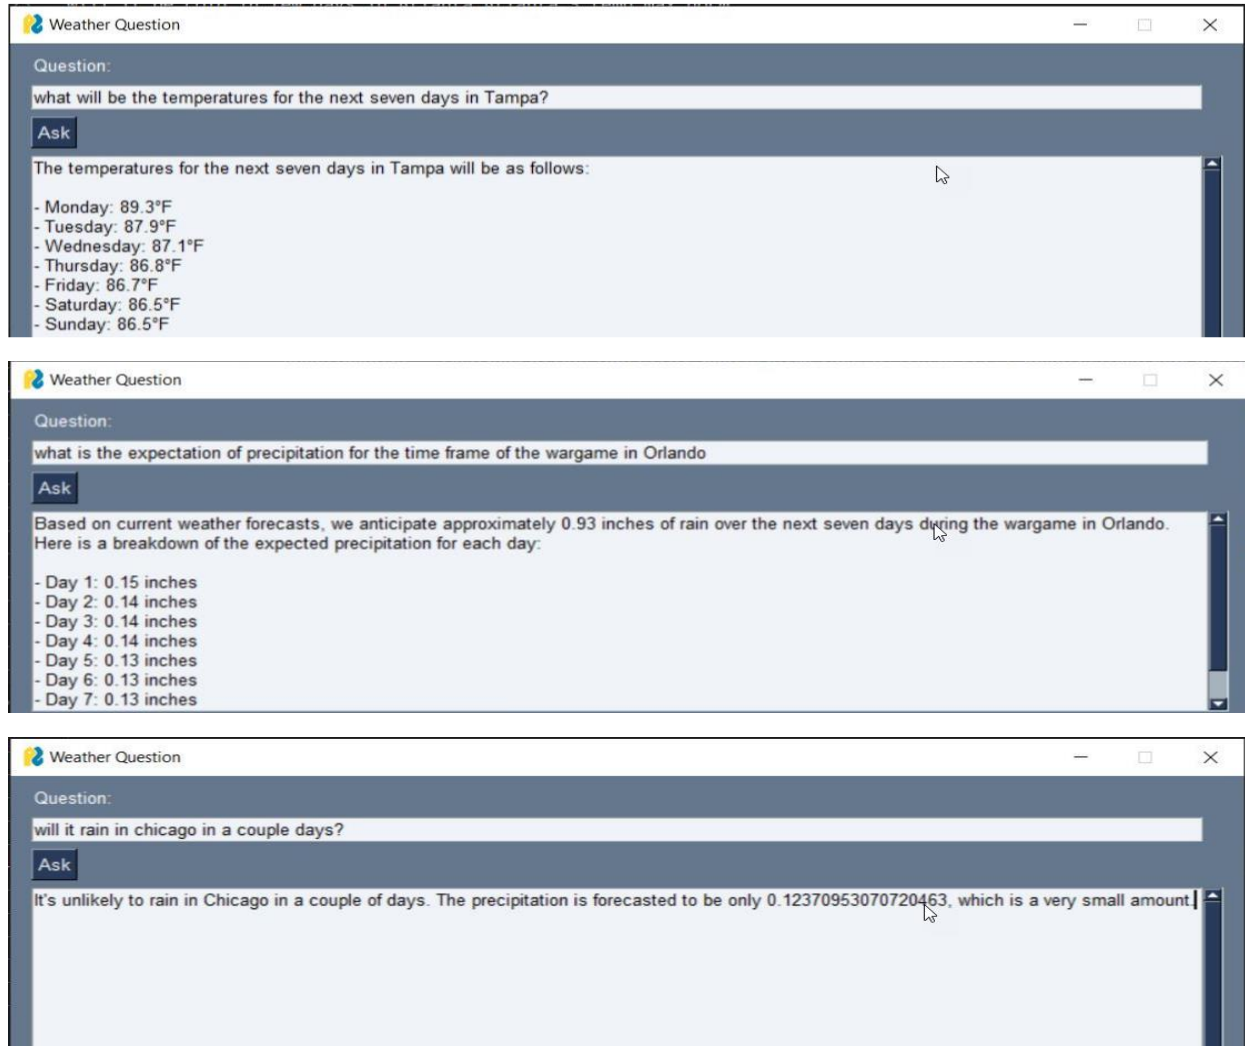 Weather Question
Question:
what will be the temperatures for the next seven days in Tampa?
Ask
The temperatures for the next seven days in Tampa will be as follows:
- Monday: 89.3°F
- Tuesday: 87.9°F
- Wednesday: 87.1°F
- Thursday: 86.8°F
- Friday: 86.7°F
- Saturday: 86.5°F
- Sunday: 86.5°F
Weather Question
Question:
what is the expectation of precipitation for the time frame of the wargame in Orlando
Ask
Based on current weather forecasts, we anticipate approximately 0.93 inches of rain over the next seven days during the wargame in Orlando.
Here is a breakdown of the expected precipitation for each day:
- Day 1: 0.15 inches
- Day 2: 0.14 inches
- Day 3: 0.14 inches
- Day 4: 0.14 inches
- Day 5: 0.13 inches
- Day 6: 0.13 inches
- Day 7: 0.13 inches
Weather Question
Question:
will it rain in chicago in a couple days?
Ask
It's unlikely to rain in Chicago in a couple of days. The precipitation is forecasted to be only 0.12370953070720463, which is a very small amount.